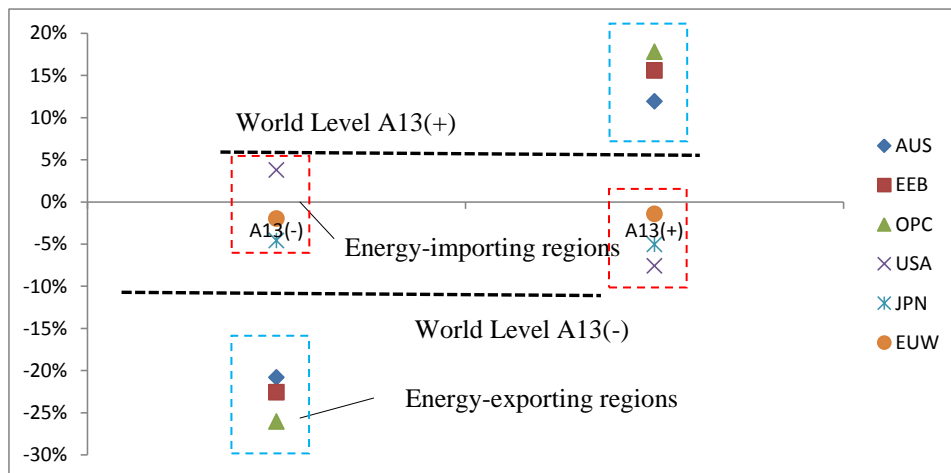 20%
15%
10%
5%
0%
-5%
-10%
-15%
-20%
-25%
-30%
World Level A13(+)
A13(-)
A13(+)
Energy-importing regions
World Level A13(-)
Energy-exporting regions
AUS
EEB
OPC
USA
JPN
EUW